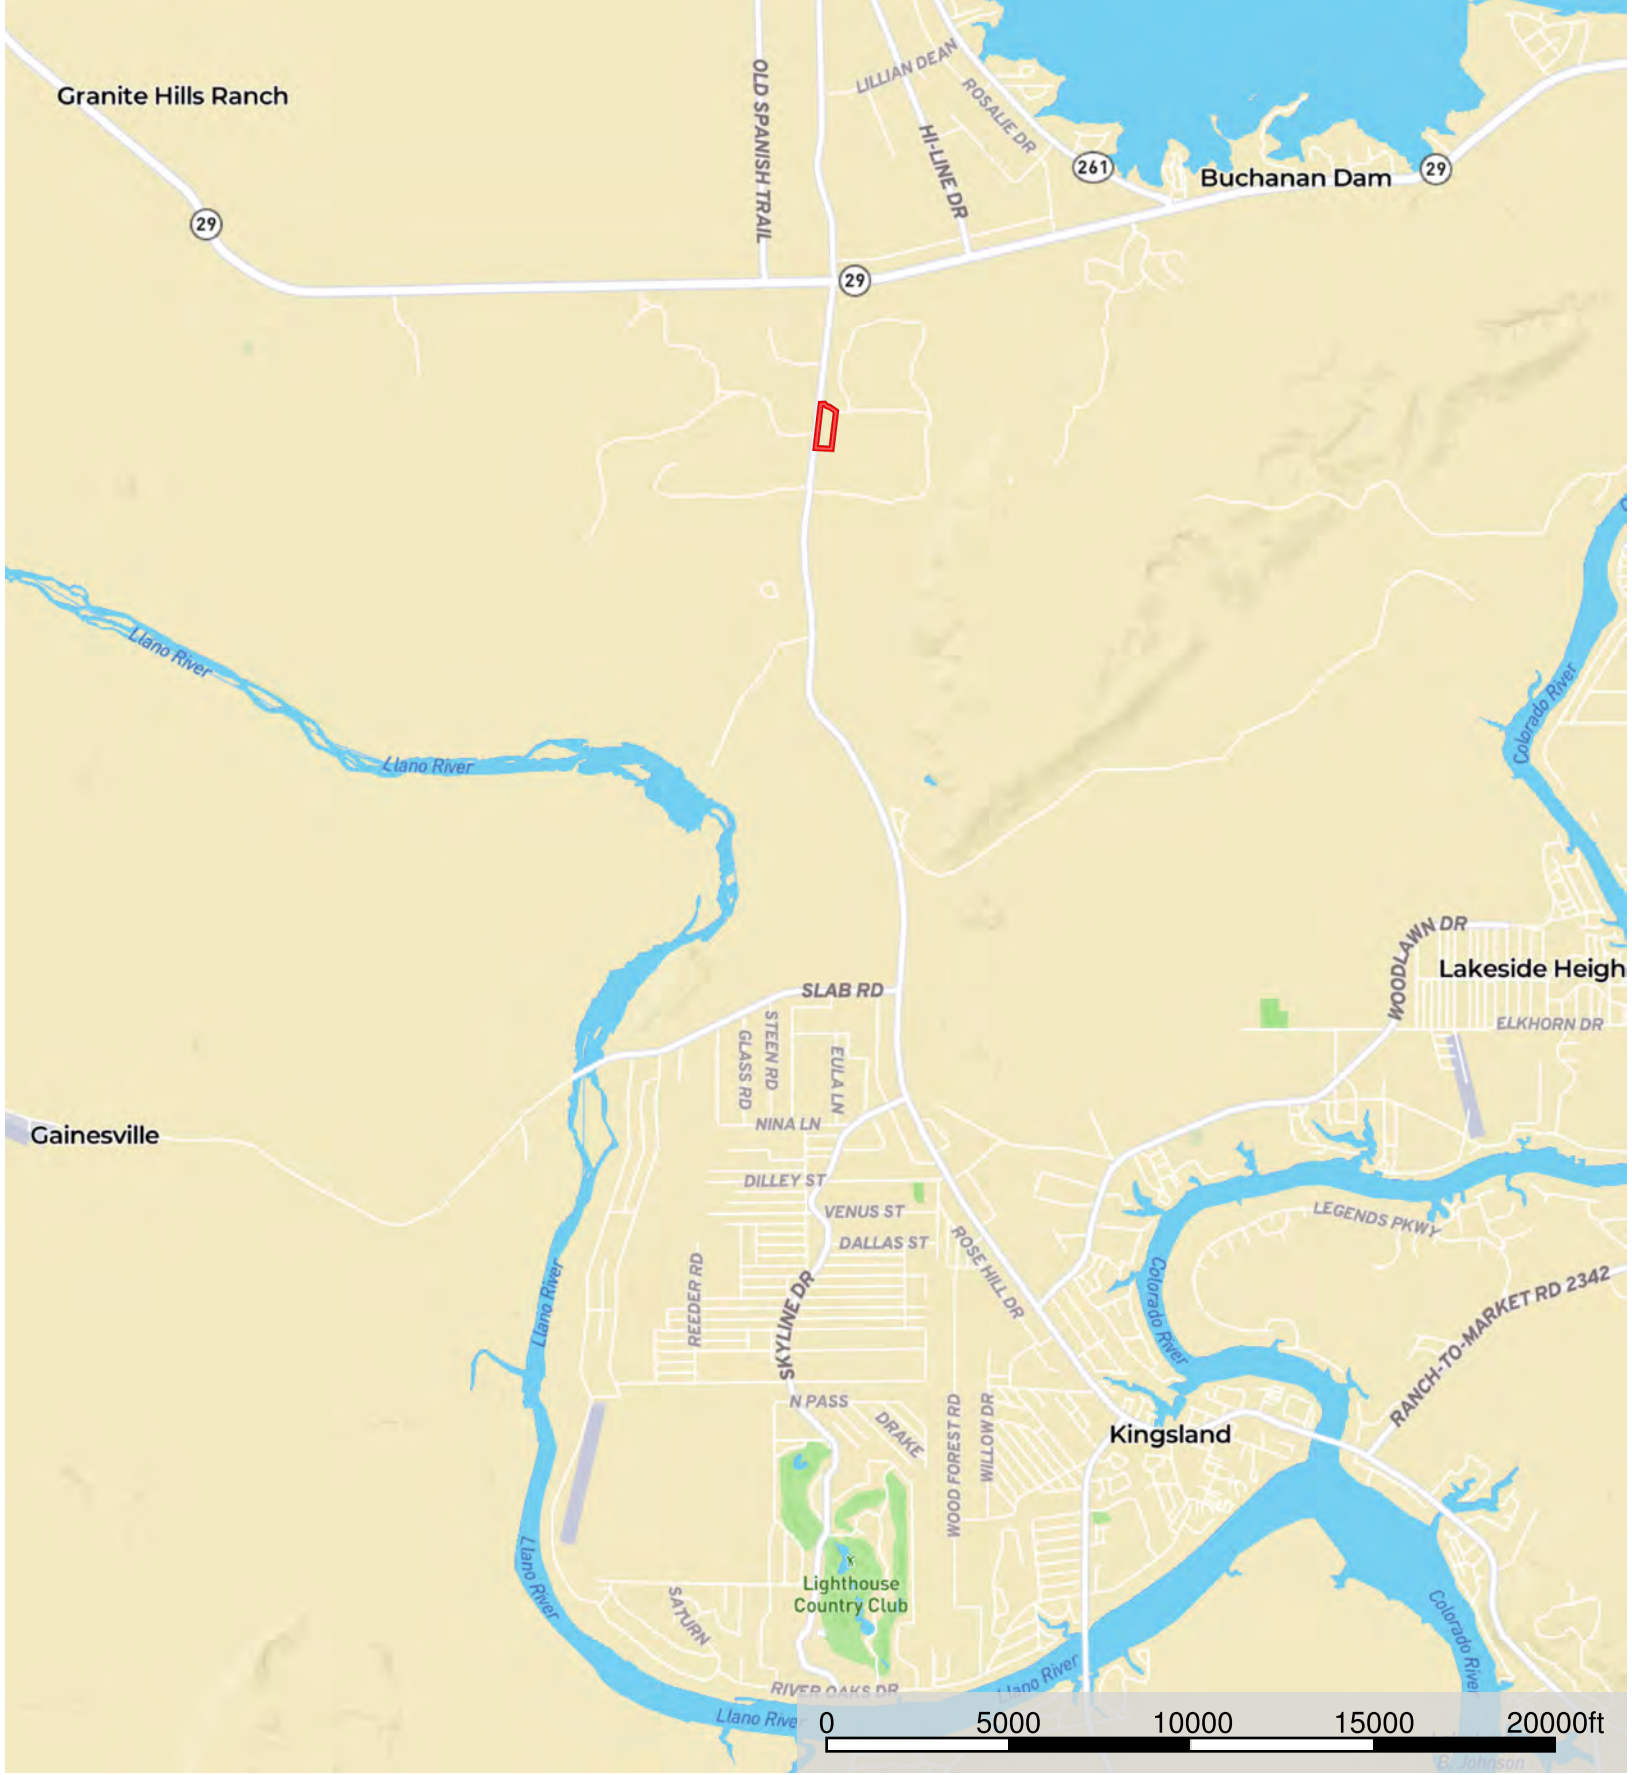 Granite Hills Ranch
OLD SPANISH TRAIL
LILLIAN DEAN
ROSALIE DR
HI-LINE DR
261
Buchanan Dam
29
29
29
Llano River
Llano River
Colorado River
WOODLAWN DR
Lakeside Heigh
ELKHORN DR
SLAB RD
STEEN RD
GLASS RD
EULA LN
NINA LN
Gainesville
DILLEY ST
VENUS ST
DALLAS ST
LEGENDS PKWY
ROSE HILL DR
REEDER RD
SKYLINE DR
Llano River
Colorado River
RANCH-TO-MARKET RD 2342
N PASS
DRAKE
WOOD FOREST RD
WILLOW DR
Kingsland
Llano River
Lighthouse
Country Club
SATURN
Colorado River
Llano River
RIVER OAKS DR
Llano Rive
0 5000 10000 15000 20000ft
B. Johnson